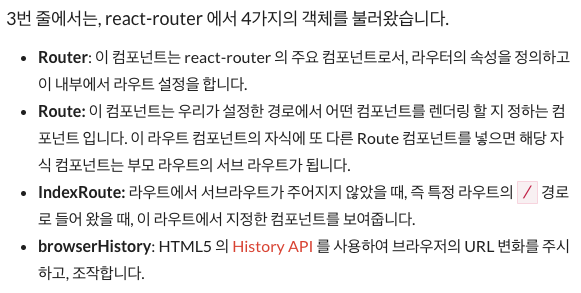 3번 줄에서는, react-router 에서 4가지의 객체를 불러왔습니다.
• Router: 이 컴포넌트는 react-router 의 주요 컴포넌트로서, 라우터의 속성을 정의하고
이 내부에서 라우트 설정을 합니다.
• Route: 이 컴포넌트는 우리가 설정한 경로에서 어떤 컴포넌트를 렌더링 할 지 정하는 컴
포넌트 입니다. 이 라우트 컴포넌트의 자식에 또 다른 Route 컴포넌트를 넣으면 해당 자
식 컴포넌트는 부모 라우트의 서브 라우트가 됩니다.
• IndexRoute: 라우트에서 서브라우트가 주어지지 않았을 때, 즉 특정 라우트의 / 경로
로 들어 왔을 때, 이 라우트에서 지정한 컴포넌트를 보여줍니다.
• browserHistory: HTML5 의 History API 를 사용하여 브라우저의 URL 변화를 주시
하고, 조작합니다.